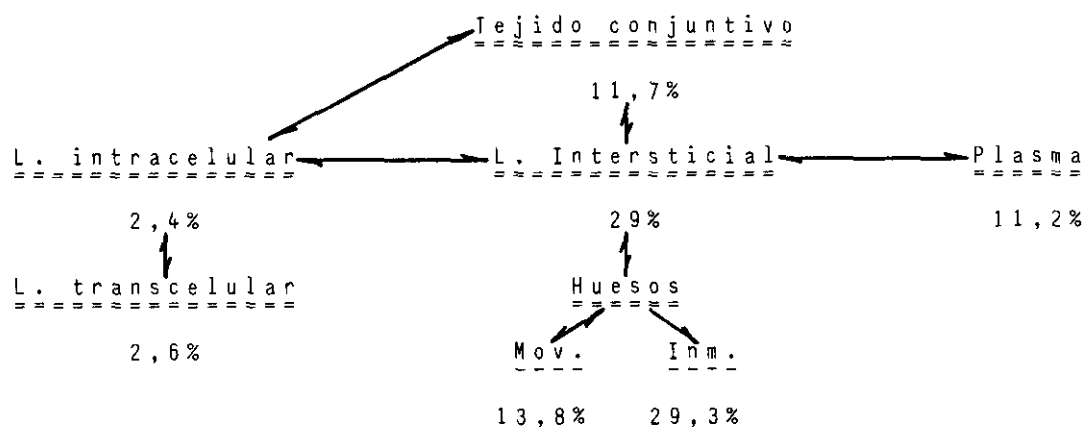 Tejido conjuntivo
11,7%
L. intracelular L. Intersticial Plasma
2,4% 29% 11,2%
L. transcelular Huesos
2,6% Mov. Inm.
13,8% 29,3%